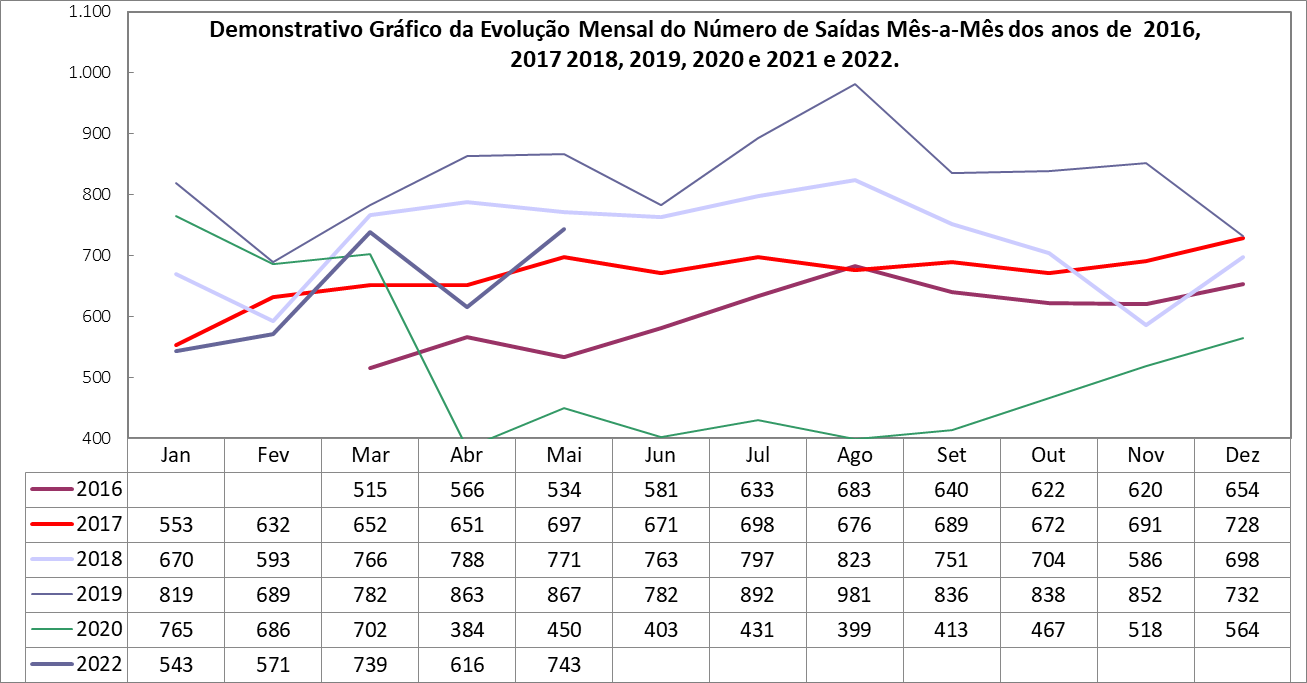 Demonstrativo Gráfico da Evolução Mensal do Número de Saídas Mês-a-Mês dos anos de 2016,
2017 2018, 2019, 2020 e 2021 e 2022.
1.100
1.000
900
800
700
600
500
400
Jan Fev Mar Abr Mai Jun Jul Ago Set Out Nov Dez
2016 515 566 534 581 633 683 640 622 620 654
2017 553 632 652 651 697 671 698 676 689 672 691 728
2018 670 593 766 788 771 763 797 823 751 704 586 698
2019 819 689 782 863 867 782 892 981 836 838 852 732
2020 765 686 702 384 450 403 431 399 413 467 518 564
2022 543 571 739 616 743